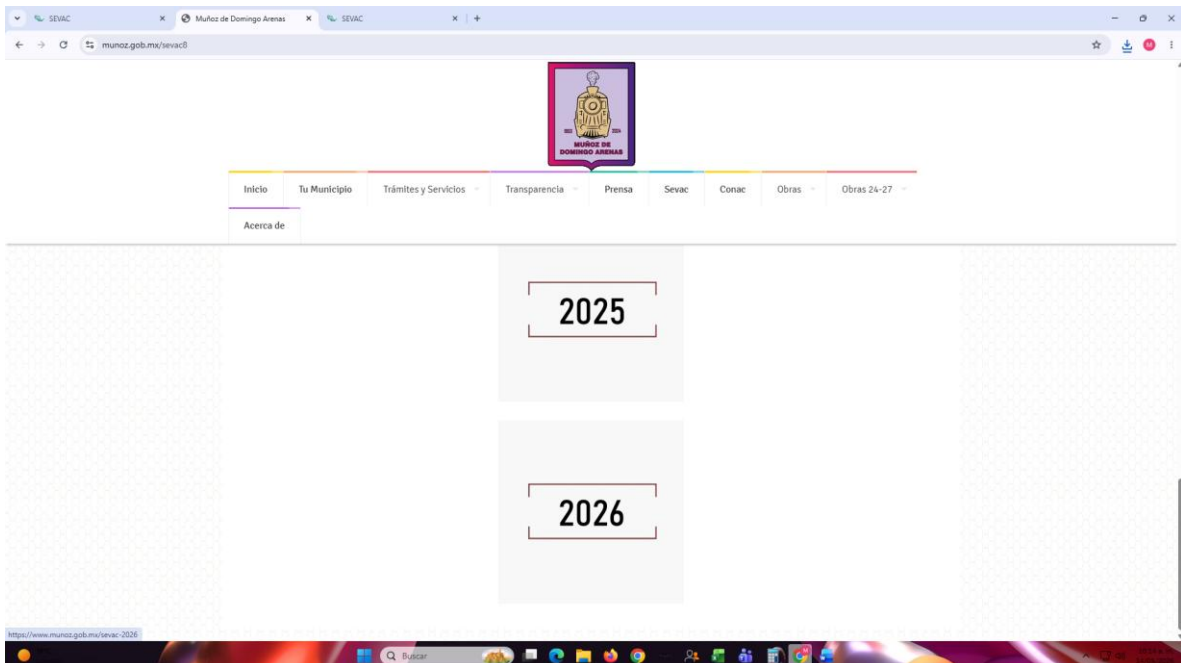 SEVAC
Muñoz de Domingo Arenas
SEVAC
munoz.gob.mx/sevac8
M
MUÑOZ DE
DOMINGO ARENAS
Inicio Tu Municipio Trámites y Servicios Transparencia Prensa Sevac Conac Obras Obras 24-27
Acerca de
2025
2026
https://www.munoz.gob.mx/sevac-2026
Buscar